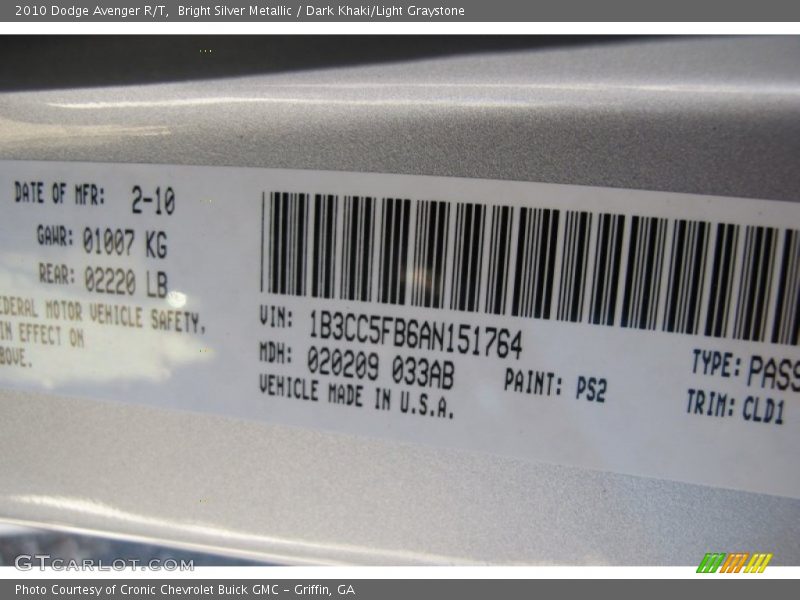 2010 Dodge Avenger R/T, Bright Silver Metallic / Dark Khaki/Light Graystone
DATE OF MFR: 2-10
GAWR: 01007 KG
REAR: 02220 LB
MOTOR VEHICLE SAFETY,
IN EFFECT ON
VIN: 1B3CC5FB6AN151764
MDH: 020209 033AB
VEHICLE MADE IN U.S.A.
PAINT: PS2
TYPE: PASS
TRIM: CLD1
GTCARLOT.COM
Photo Courtesy of Cronic Chevrolet Buick GMC - Griffin, GA